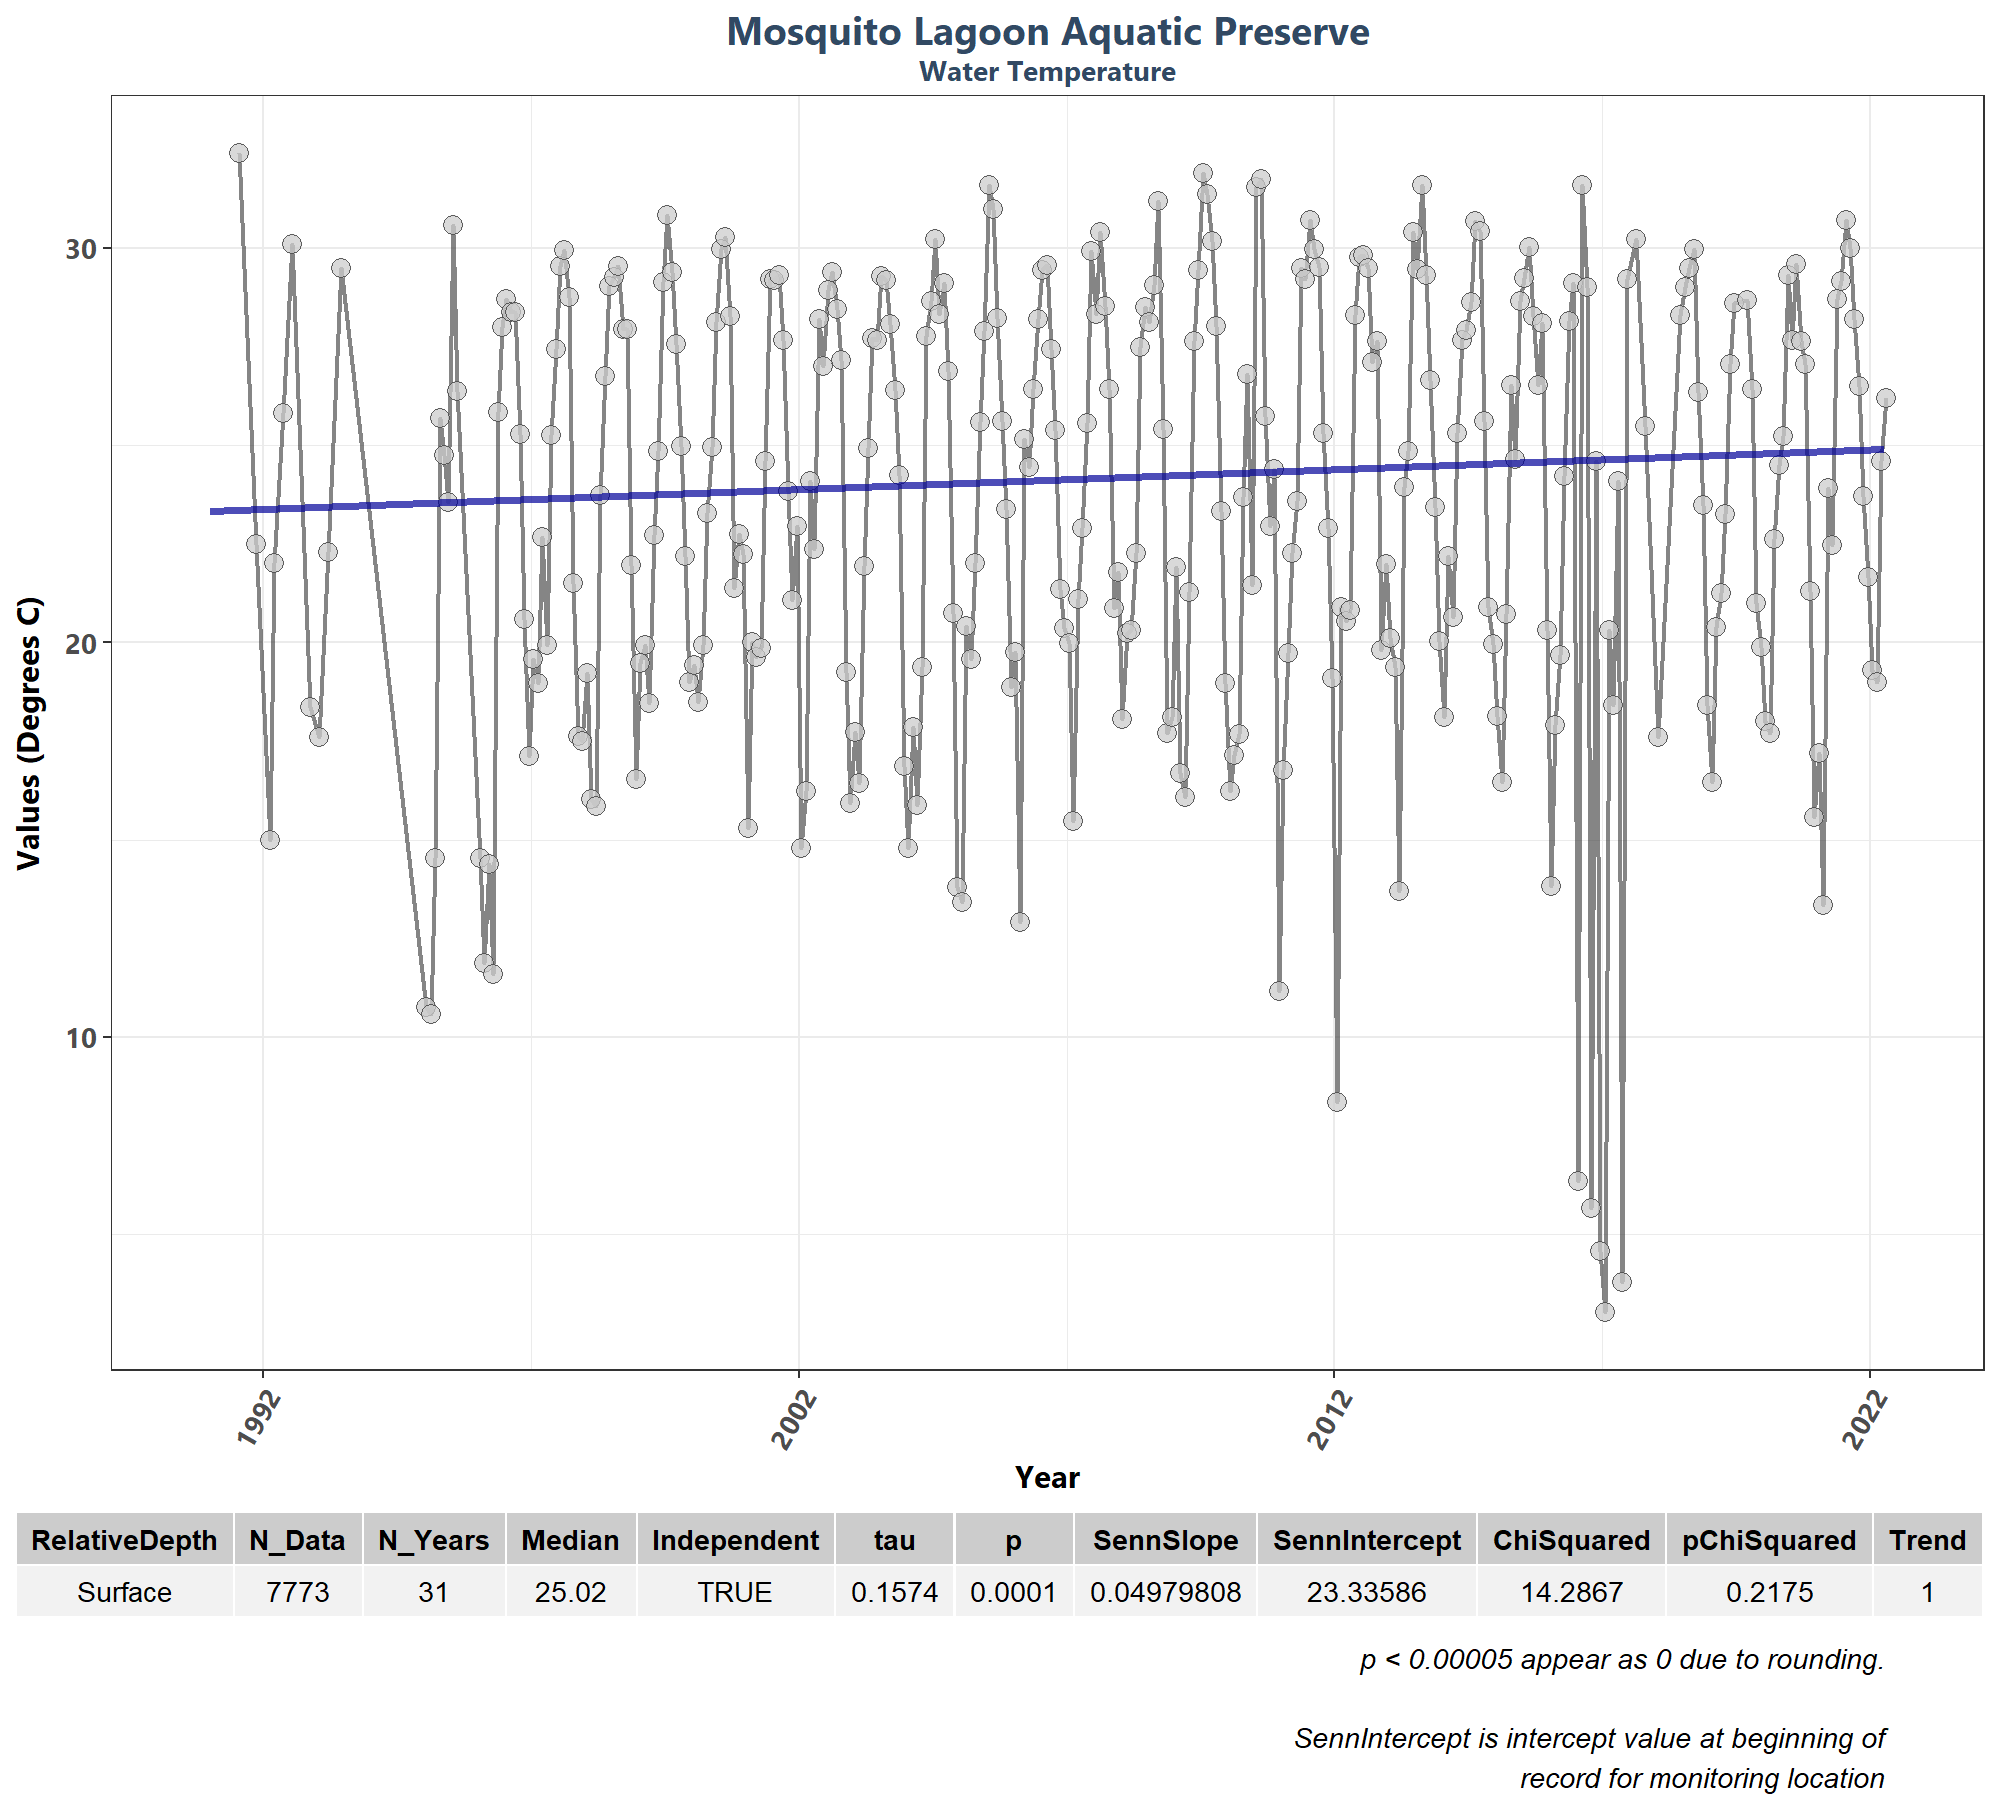 Mosquito Lagoon Aquatic Preserve
Water Temperature
Values (Degrees C)
30
20
10
1992 2002 2012 2022
Year
RelativeDepth N_Data N_Years Median Independent tau p SennSlope SennIntercept ChiSquared pChiSquared Trend
Surface 7773 31 25.02 TRUE 0.1574 0.0001 0.04979808 23.33586 14.2867 0.2175 1
p < 0.00005 appear as 0 due to rounding.
SennIntercept is intercept value at beginning of
record for monitoring location